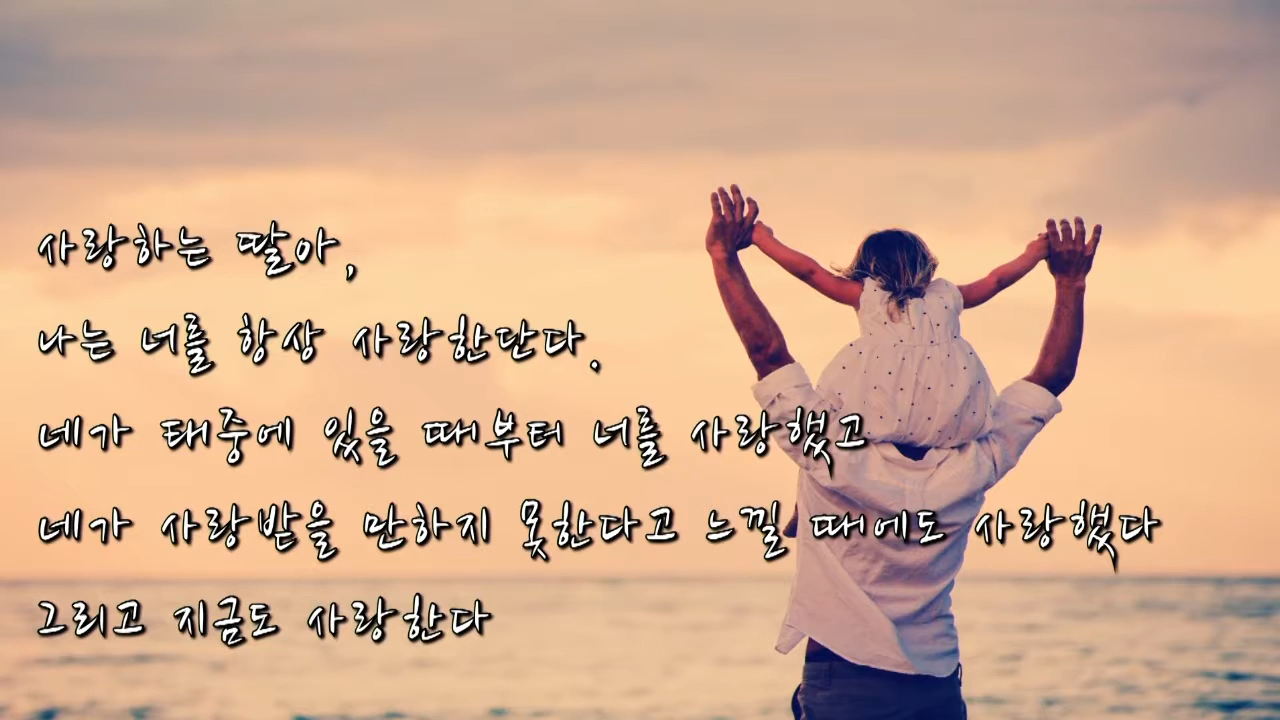 사랑하는 딸아,
나는 너를 항상 사랑한단다.
네가 태중에 있을 때부터 너를 사랑했고
네가 사랑받을 만하지 못한다고 느낄 때에도 사랑했다
그리고 지금도 사랑한다